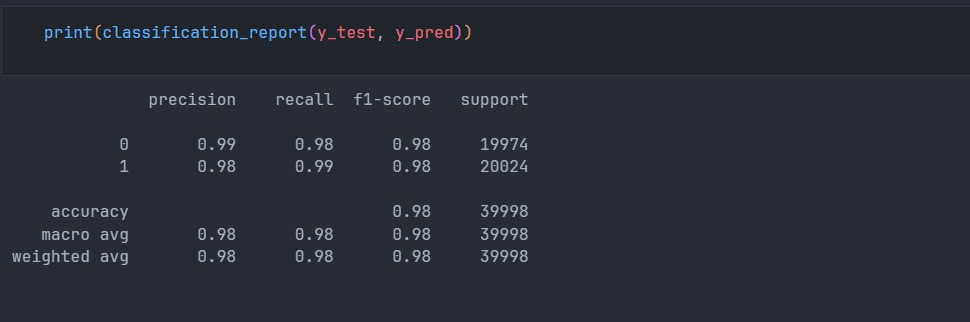 print(classification_report(y_test, y_pred))
precision recall f1-score support
0 0.99 0.98 0.98 19974
1 0.98 0.99 0.98 20024
accuracy 0.98 39998
macro avg 0.98 0.98 0.98 39998
weighted avg 0.98 0.98 0.98 39998